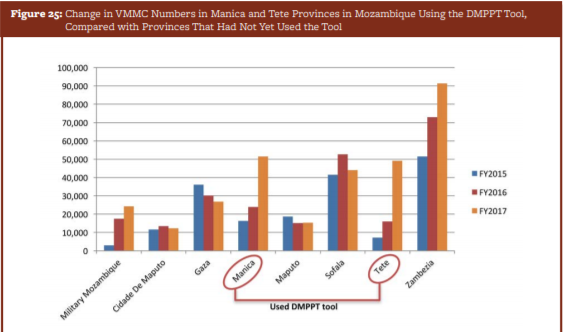 Figure 25: Change in VMMC Numbers in Manica and Tete Provinces in Mozambique Using the DMPPT Tool,
Compared with Provinces That Had Not Yet Used the Tool
100,000
90,000
80,000
70,000
60,000
50,000
40,000
30,000
20,000
10,000
0
FY2015
FY2016
FY2017
Military Mozambique
Cidade De Maputo
Gaza
Manica
Maputo
Sofala
Tete
Zambezia
Used DMPPT tool